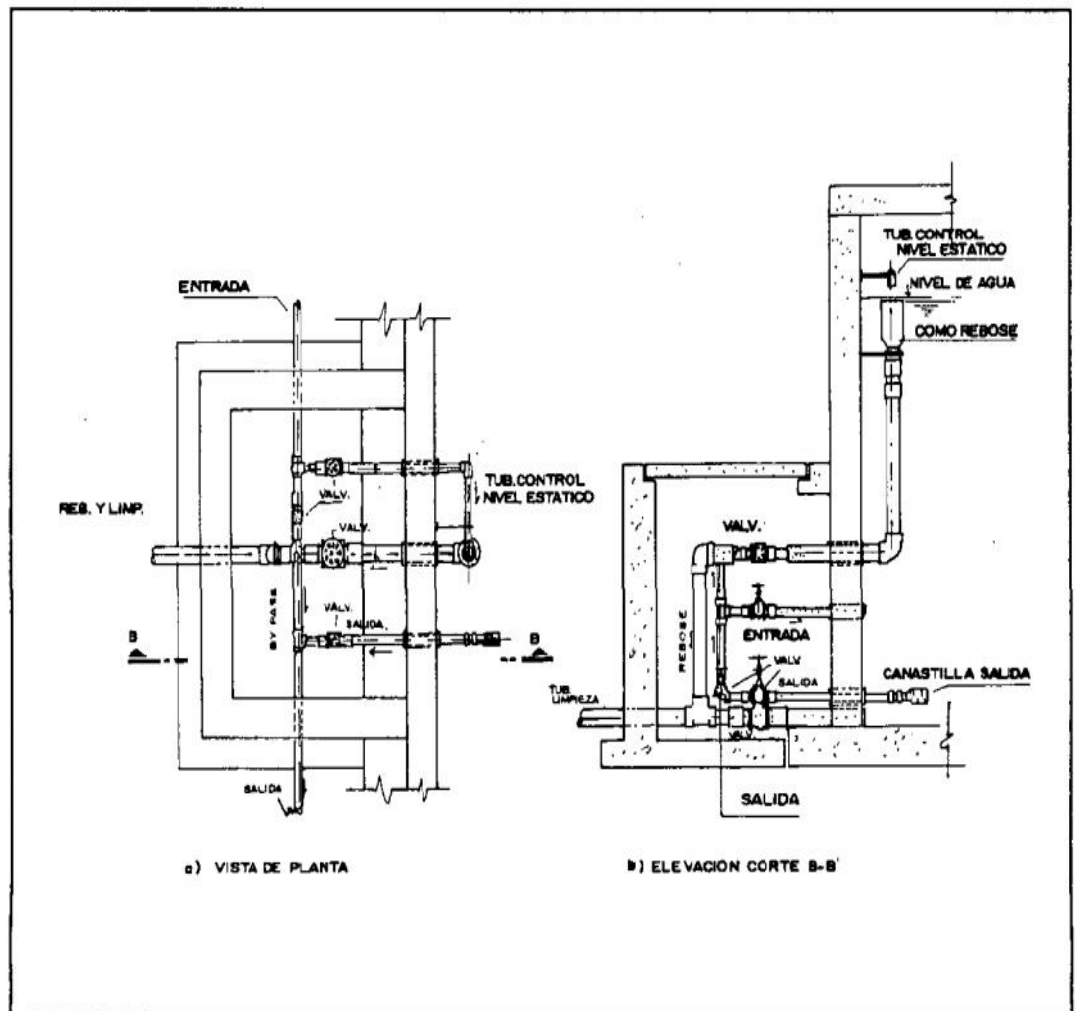 ENTRADA
REB. Y LIMP.
VALV.
VALV.
TUB. CONTROL
NIVEL ESTATICO
BY PASS
VALV.
SALIDA
B
B
SALIDA
a) VISTA DE PLANTA
TUB. CONTROL
NIVEL ESTATICO
NIVEL DE AGUA
COMO REBOSE
VALV.
REBOSE
ENTRADA
VALV
SALIDA
CANASTILLA SALIDA
TUB.
LIMPIEZA
VALV
SALIDA
b) ELEVACION CORTE B-B'